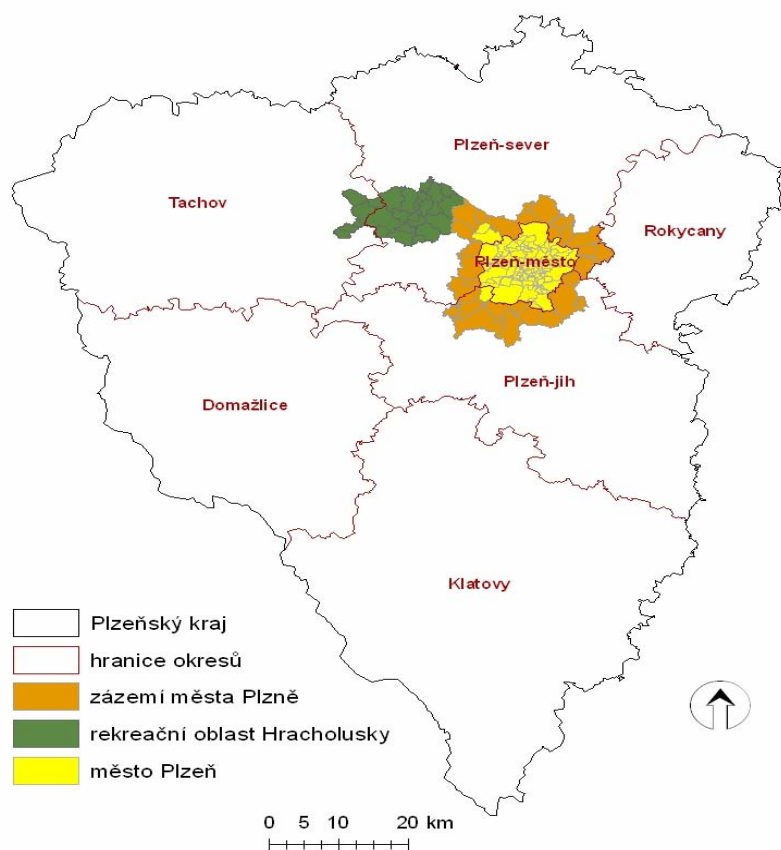 Plzeň-sever
Tachov
Rokycany
Plzeň-město
Plzeň-jih
Domažlice
Klatovy
Plzeňský kraj
hranice okresů
zázemí města Plzně
rekreační oblast Hracholusky
město Plzeň
0 5 10 20 km